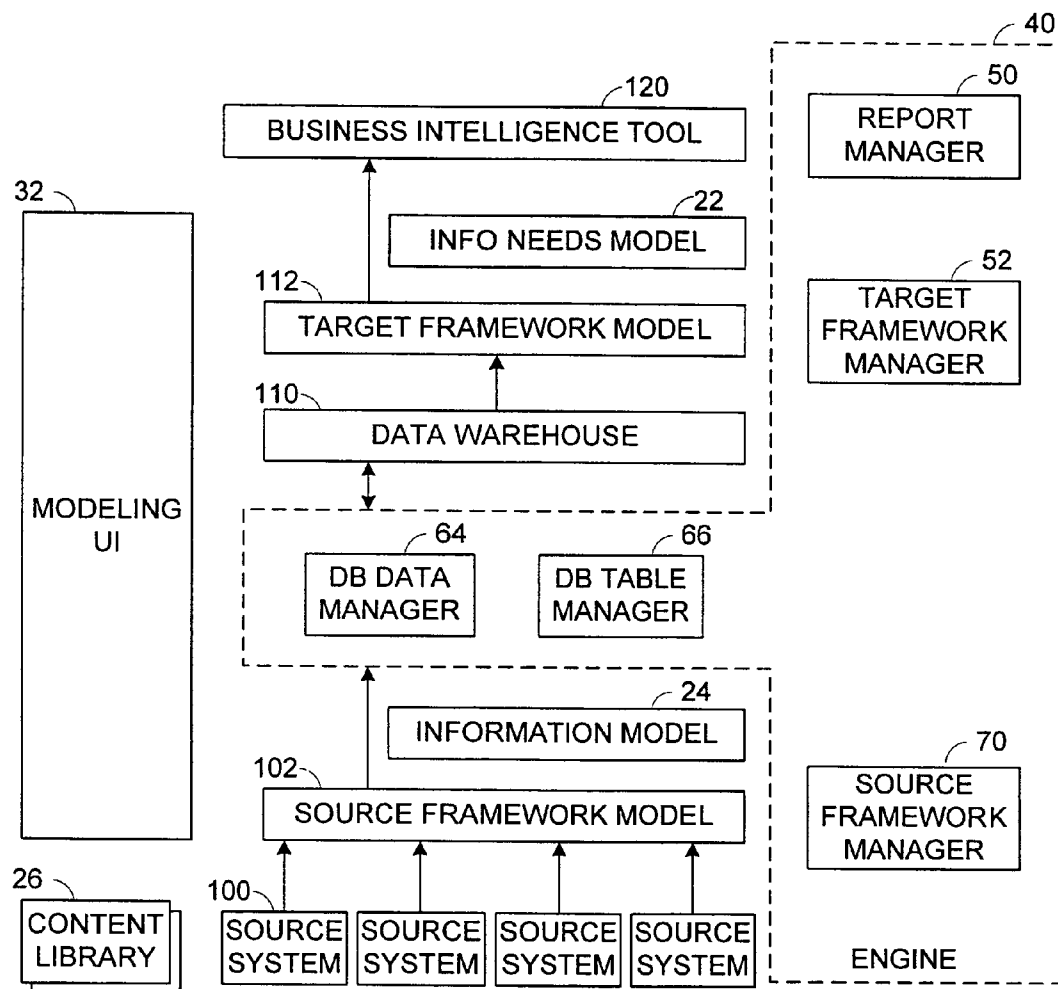 40
120
BUSINESS INTELLIGENCE TOOL
50
REPORT
MANAGER
32
MODELING
UI
22
INFO NEEDS MODEL
112
TARGET FRAMEWORK MODEL
52
TARGET
FRAMEWORK
MANAGER
110
DATA WAREHOUSE
64
DB DATA
MANAGER
66
DB TABLE
MANAGER
24
INFORMATION MODEL
102
SOURCE FRAMEWORK MODEL
70
SOURCE
FRAMEWORK
MANAGER
26
CONTENT
LIBRARY
100
SOURCE
SYSTEM
SOURCE
SYSTEM
SOURCE
SYSTEM
SOURCE
SYSTEM
ENGINE